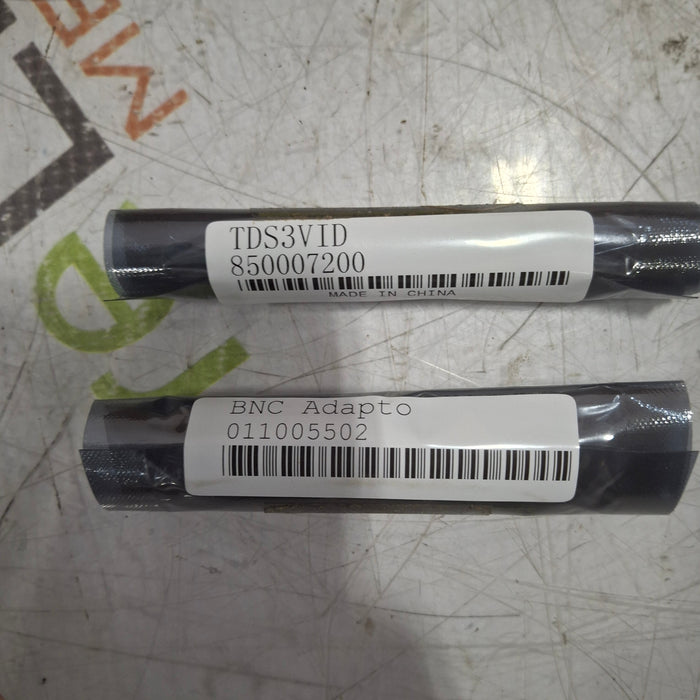 TDS3VID
850007200
MADE IN CHINA
BNC Adapto
011005502